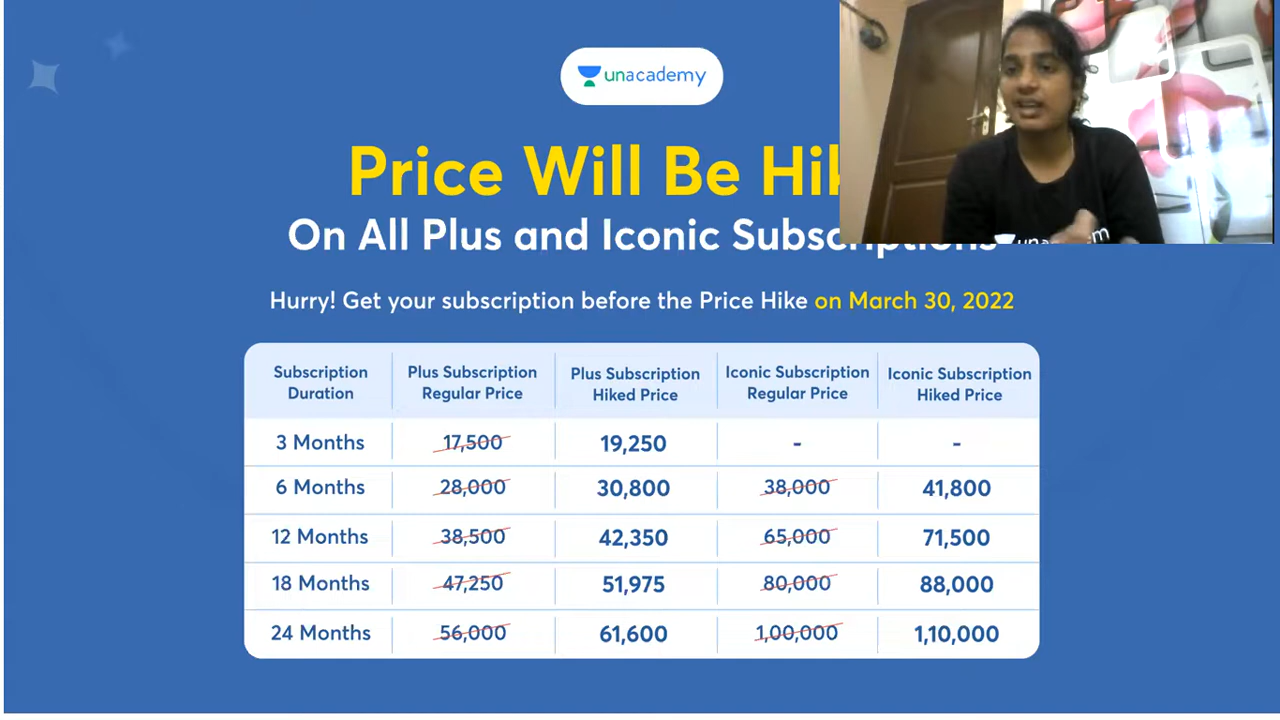 unacademy
Price Will Be
On All Plus and Iconic
Hurry! Get your subscription before the Price Hike on March 30, 2022
Subscription Duration Plus Subscription Regular Price Plus Subscription Hiked Price Iconic Subscription Regular Price Iconic Subscription Hiked Price
3 Months 17,500 19,250 - -
6 Months 28,000 30,800 38,000 41,800
12 Months 38,500 42,350 65,000 71,500
18 Months 47,250 51,975 80,000 88,000
24 Months 56,000 61,600 1,00,000 1,10,000